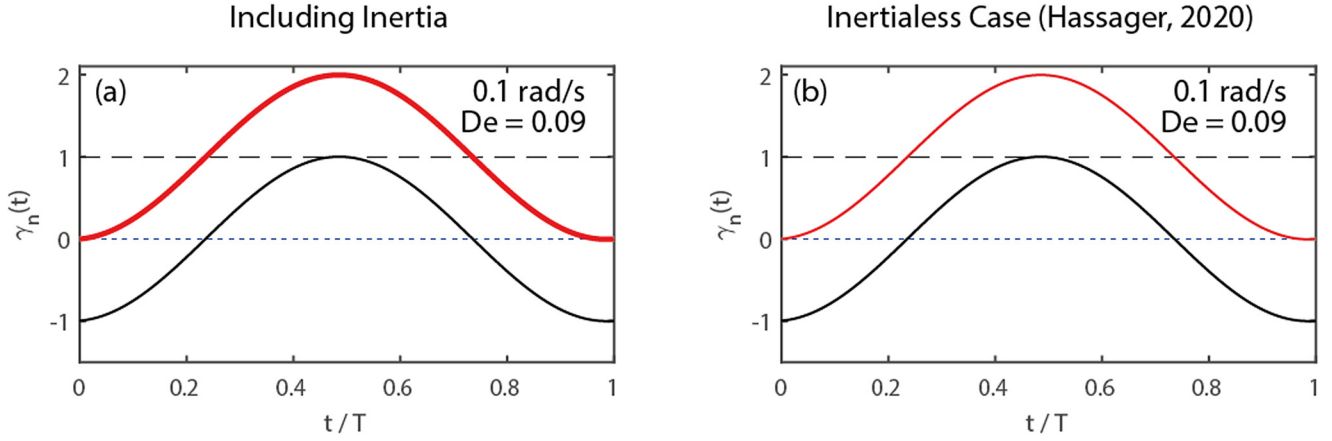 Including Inertia
(a)
0.1 rad/s
De = 0.09
2
1
0
-1
γn(t)
0
0.2
0.4
0.6
0.8
1
t / T
Inertialess Case (Hassager, 2020)
(b)
0.1 rad/s
De = 0.09
2
1
0
-1
γn(t)
0
0.2
0.4
0.6
0.8
1
t / T